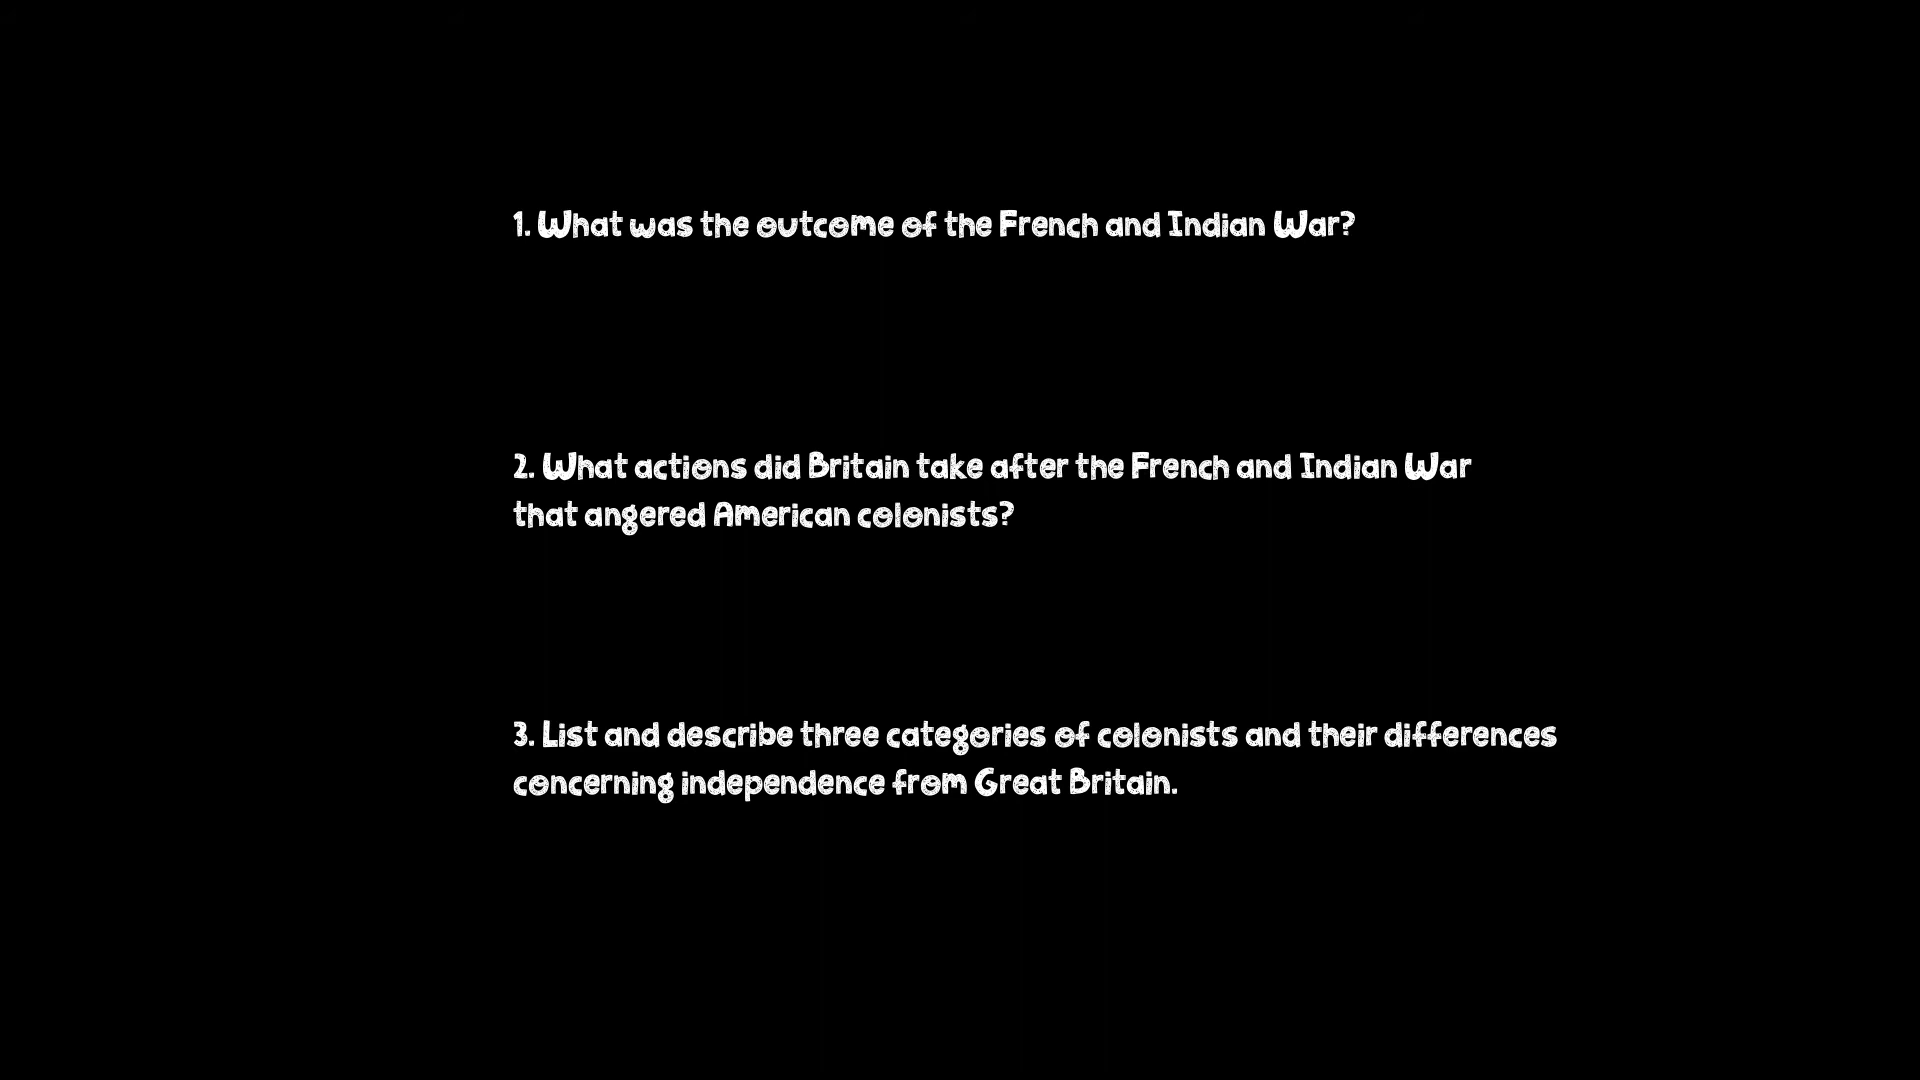 1. What was the outcome of the French and Indian War?
2. What actions did Britain take after the French and Indian War
that angered American colonists?
3. List and describe three categories of colonists and their differences
concerning independence from Great Britain.